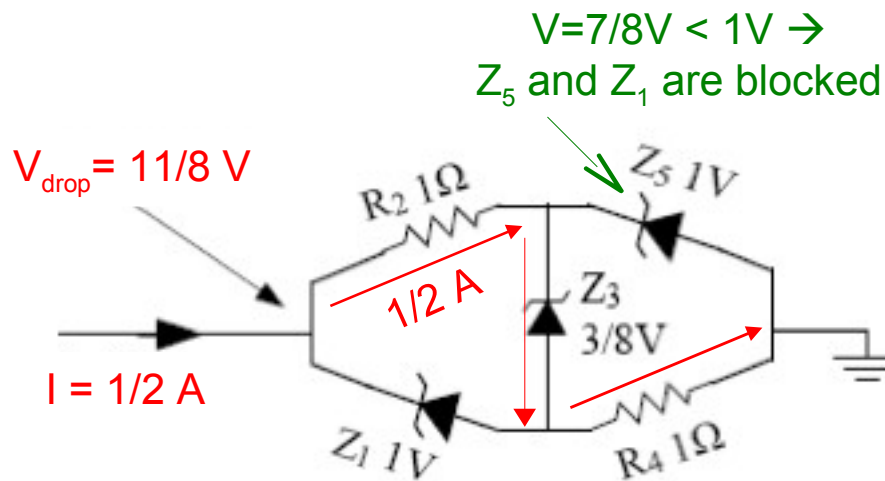 V=7/8V < 1V →
Z₅ and Z₁ are blocked
V_drop= 11/8 V
R₂ 1Ω
Z₅ 1V
1/2 A
Z₃
3/8V
I = 1/2 A
Z₁ 1V
R₄ 1Ω